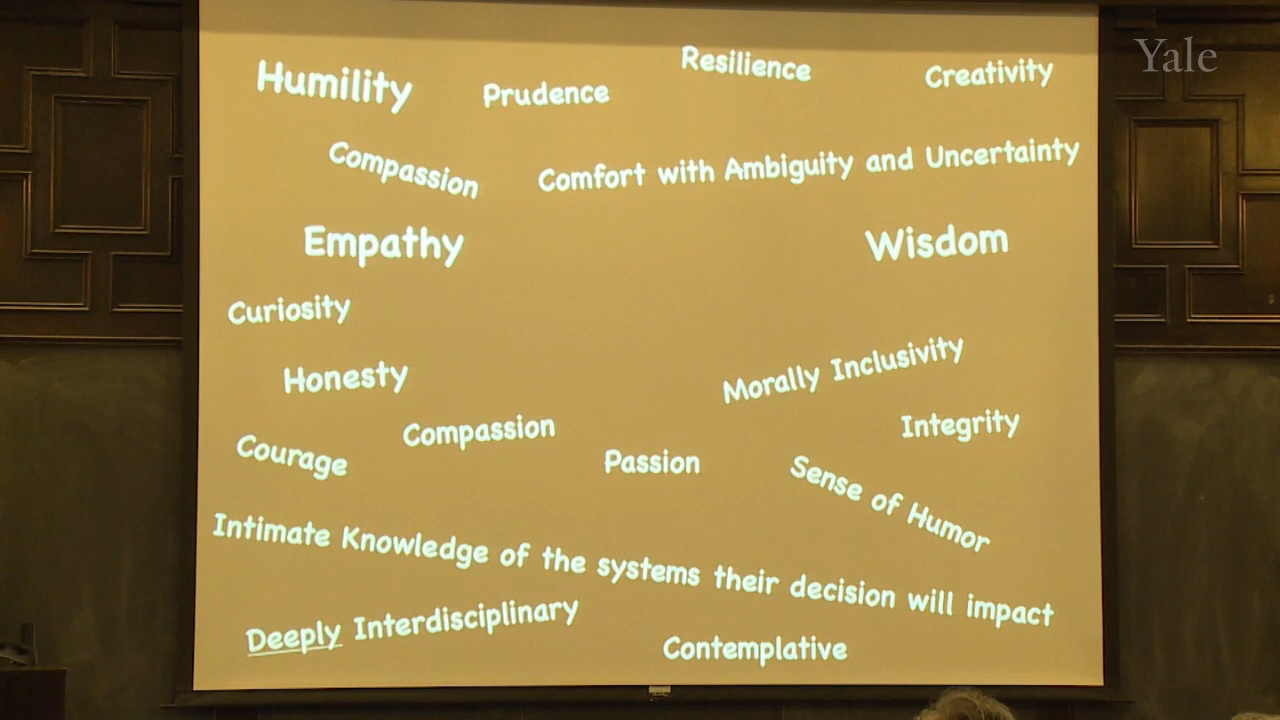 Yale
Humility
Prudence
Resilience
Creativity
Compassion
Comfort with Ambiguity and Uncertainty
Empathy
Wisdom
Curiosity
Honesty
Morally Inclusivity
Compassion
Integrity
Courage
Passion
Sense of Humor
Intimate Knowledge of the systems their decision will impact
Deeply Interdisciplinary
Contemplative